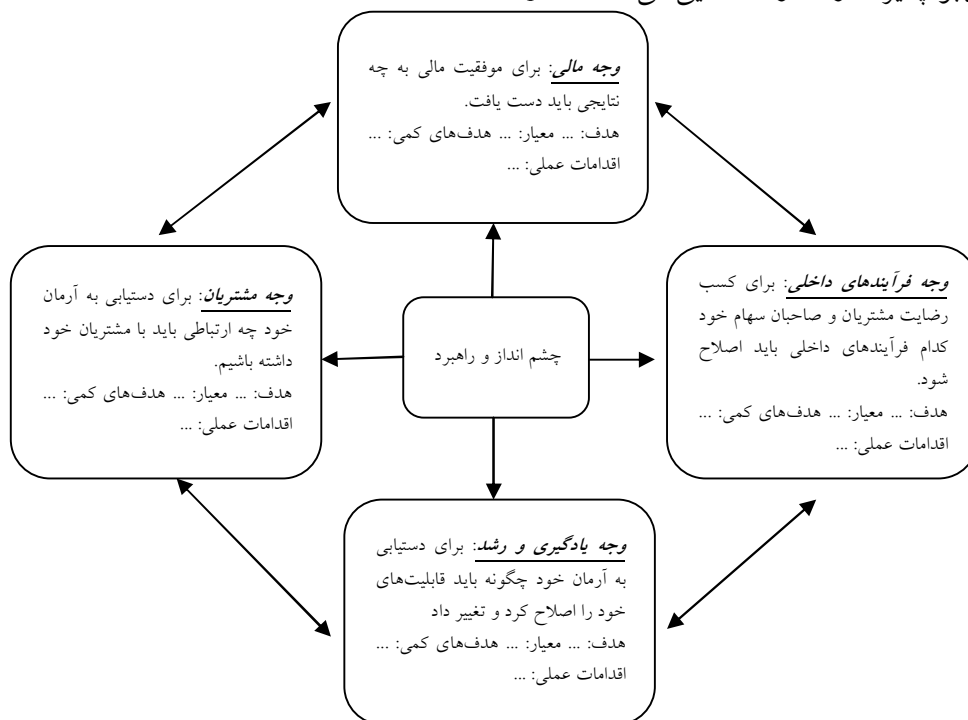 وجه مالی: برای موفقیت مالی به چه
نتایجی باید دست یافت.
هدف: ... معیار: ... هدف‌های کمی: ...
اقدامات عملی: ...
وجه فرآیندهای داخلی: برای کسب
رضایت مشتریان و صاحبان سهام خود
کدام فرآیندهای داخلی باید اصلاح
شود.
هدف: ... معیار: ... هدف‌های کمی: ...
اقدامات عملی: ...
چشم انداز و راهبرد
وجه مشتریان: برای دستیابی به آرمان
خود چه ارتباطی باید با مشتریان خود
داشته باشیم.
هدف: ... معیار: ... هدف‌های کمی: ...
اقدامات عملی: ...
وجه یادگیری و رشد: برای دستیابی
به آرمان خود چگونه باید قابلیت‌های
خود را اصلاح کرد و تغییر داد
هدف: ... معیار: ... هدف‌های کمی: ...
اقدامات عملی: ...